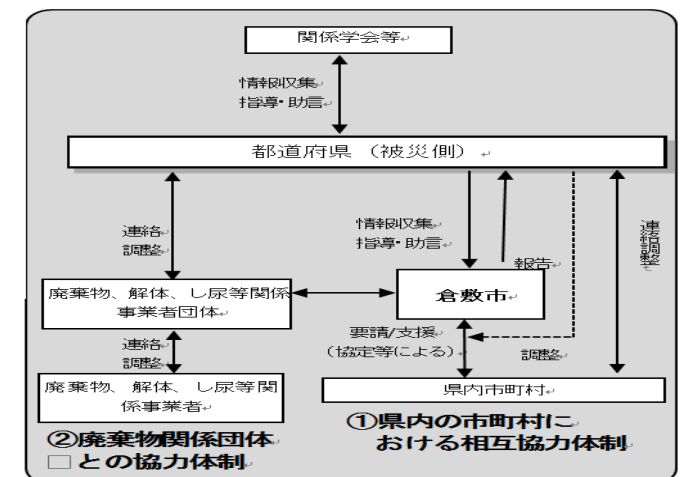 関係学会等
情報収集
指導・助言
都道府県（被災側）
連絡
調整
情報収集
指導・助言
報告
連絡調整
廃棄物、解体、し尿等関係
事業者団体
倉敷市
連絡
調整
要請/支援
（協定等による）
調整
廃棄物、解体、し尿等関
係事業者
県内市町村
②廃棄物関係団体
□との協力体制
①県内の市町村に
おける相互協力体制